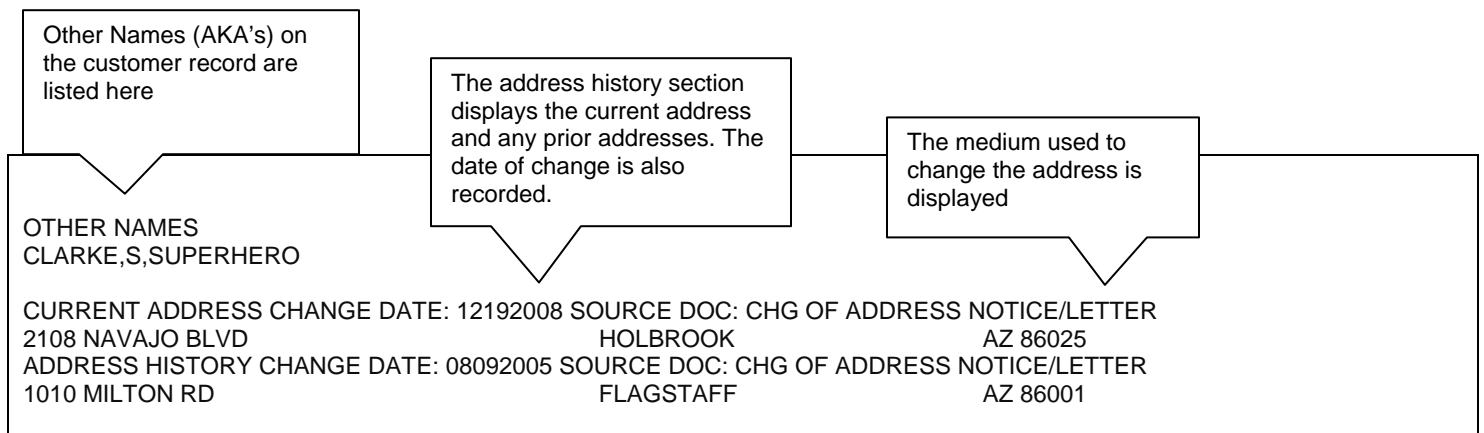 Other Names (AKA's) on
the customer record are
listed here
The address history section
displays the current address
and any prior addresses. The
date of change is also
recorded.
The medium used to
change the address is
displayed
OTHER NAMES
CLARKE,S,SUPERHERO
CURRENT ADDRESS CHANGE DATE: 12192008 SOURCE DOC: CHG OF ADDRESS NOTICE/LETTER
2108 NAVAJO BLVD HOLBROOK AZ 86025
ADDRESS HISTORY CHANGE DATE: 08092005 SOURCE DOC: CHG OF ADDRESS NOTICE/LETTER
1010 MILTON RD FLAGSTAFF AZ 86001